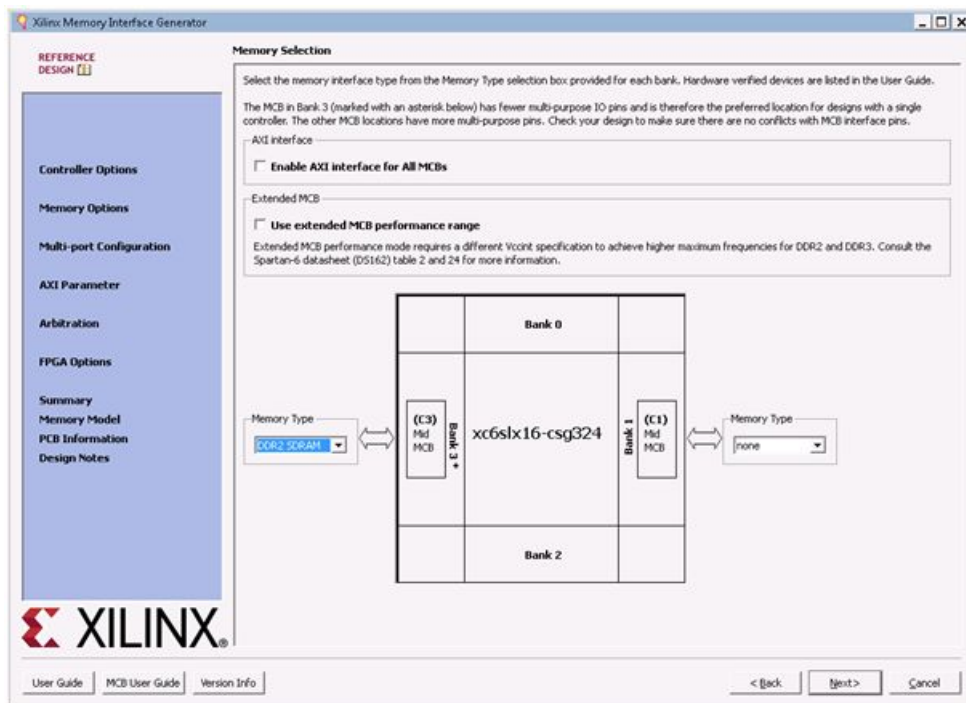 Xilinx Memory Interface Generator
REFERENCE
DESIGN
Controller Options
Memory Options
Multi-port Configuration
AXI Parameter
Arbitration
FPGA Options
Summary
Memory Model
PCB Information
Design Notes
XILINX®
Memory Selection
Select the memory interface type from the Memory Type selection box provided for each bank. Hardware verified devices are listed in the User Guide.
The MCB in Bank 3 (marked with an asterisk below) has fewer multi-purpose IO pins and is therefore the preferred location for designs with a single
controller. The other MCB locations have more multi-purpose pins. Check your design to make sure there are no conflicts with MCB interface pins.
AXI interface
Enable AXI interface for All MCBs
Extended MCB
Use extended MCB performance range
Extended MCB performance mode requires a different Vccint specification to achieve higher maximum frequencies for DDR2 and DDR3. Consult the
Spartan-6 datasheet (DS162) table 2 and 24 for more information.
Bank 0
Memory Type
DDR2 SDRAM
(C3)
Mid
MCB
Bank 3 *
xc6slx16-csg324
Bank 1
(C1)
Mid
MCB
Memory Type
none
Bank 2
User Guide
MCB User Guide
Version Info
< Back
Next>
Cancel